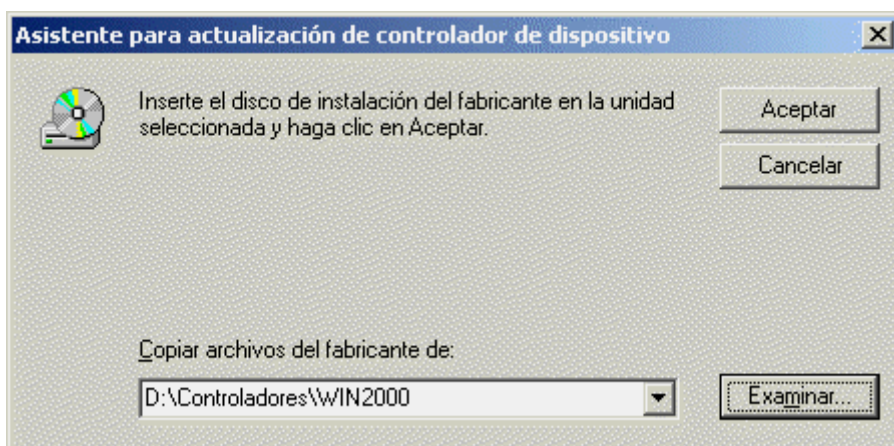 Asistente para actualización de controlador de dispositivo
Inserte el disco de instalación del fabricante en la unidad
seleccionada y haga clic en Aceptar.
Aceptar
Cancelar
Copiar archivos del fabricante de:
D:\Controladores\WIN2000
Examinar...